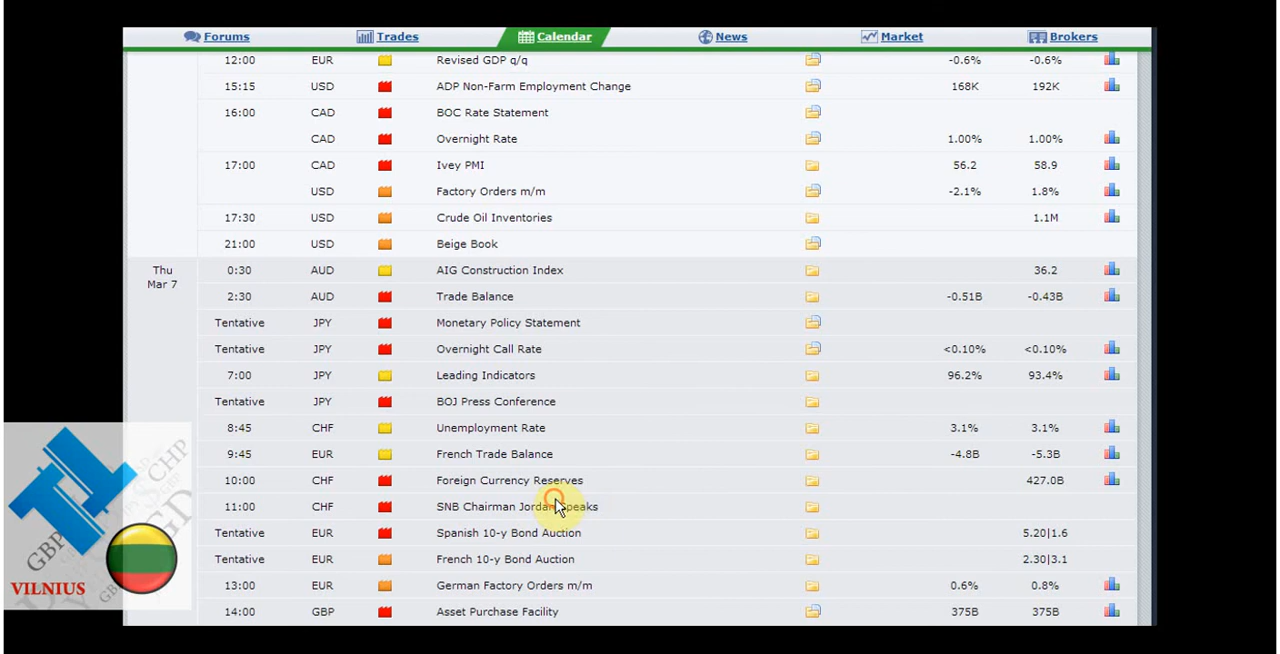 Forums Trades Calendar News Market Brokers
12:00 EUR Revised GDP q/q -0.6% -0.6%
15:15 USD ADP Non-Farm Employment Change 168K 192K
16:00 CAD BOC Rate Statement
CAD Overnight Rate 1.00% 1.00%
17:00 CAD Ivey PMI 56.2 58.9
USD Factory Orders m/m -2.1% 1.8%
17:30 USD Crude Oil Inventories 1.1M
21:00 USD Beige Book
Thu 0:30 AUD AIG Construction Index 36.2
Mar 7
2:30 AUD Trade Balance -0.51B -0.43B
Tentative JPY Monetary Policy Statement
Tentative JPY Overnight Call Rate <0.10% <0.10%
7:00 JPY Leading Indicators 96.2% 93.4%
Tentative JPY BOJ Press Conference
8:45 CHF Unemployment Rate 3.1% 3.1%
9:45 EUR French Trade Balance -4.8B -5.3B
10:00 CHF Foreign Currency Reserves 427.0B
11:00 CHF SNB Chairman Jordan Speaks
Tentative EUR Spanish 10-y Bond Auction 5.20|1.6
Tentative EUR French 10-y Bond Auction 2.30|3.1
13:00 EUR German Factory Orders m/m 0.6% 0.8%
14:00 GBP Asset Purchase Facility 375B 375B
CHF
GBP
VILNIUS